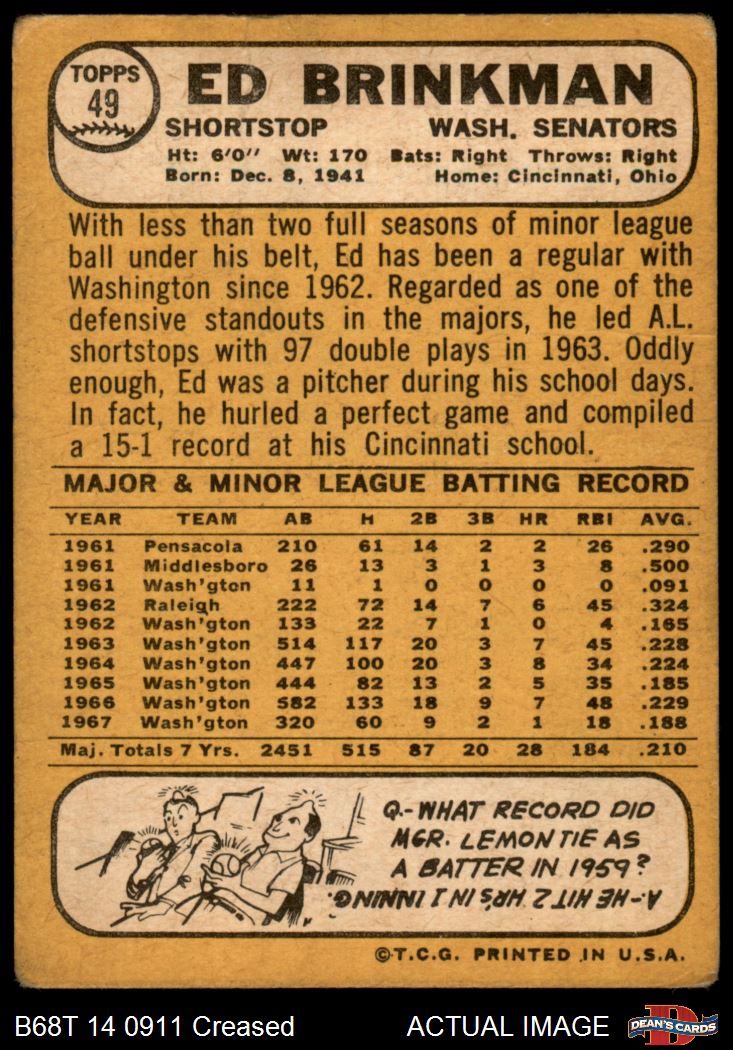 TOPPS
49
ED BRINKMAN
SHORTSTOP WASH. SENATORS
Ht: 6'0'' Wt: 170 Bats: Right Throws: Right
Born: Dec. 8, 1941 Home: Cincinnati, Ohio
With less than two full seasons of minor league
ball under his belt, Ed has been a regular with
Washington since 1962. Regarded as one of the
defensive standouts in the majors, he led A.L.
shortstops with 97 double plays in 1963. Oddly
enough, Ed was a pitcher during his school days.
In fact, he hurled a perfect game and compiled
a 15-1 record at his Cincinnati school.
MAJOR & MINOR LEAGUE BATTING RECORD
YEAR TEAM AB H 2B 3B HR RBI AVG.
1961 Pensacola 210 61 14 2 2 26 .290
1961 Middlesboro 26 13 3 1 3 8 .500
1961 Wash'gton 11 1 0 0 0 0 .091
1962 Raleigh 222 72 14 7 6 45 .324
1962 Wash'gton 133 22 7 1 0 4 .165
1963 Wash'gton 514 117 20 3 7 45 .228
1964 Wash'gton 447 100 20 3 8 34 .224
1965 Wash'gton 444 82 13 2 5 35 .185
1966 Wash'gton 582 133 18 9 7 48 .229
1967 Wash'gton 320 60 9 2 1 18 .188
Maj. Totals 7 Yrs. 2451 515 87 20 28 184 .210
Q.-WHAT RECORD DID
MGR. LEMON TIE AS
A BATTER IN 1959?
A-HE HIT 2 HR'S IN 1 INNING.
©T.C.G. PRINTED IN U.S.A.
B68T 14 0911 Creased ACTUAL IMAGE
D
DEAN'S CARDS